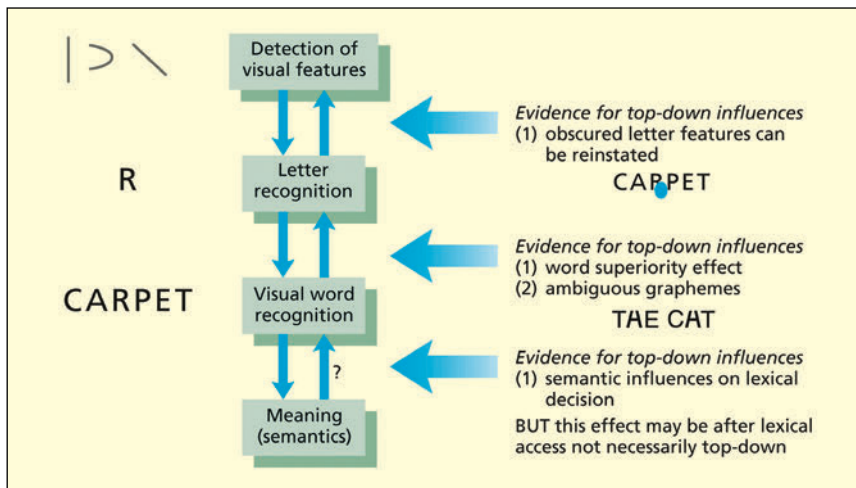 Detection of
visual features
Evidence for top-down influences
(1) obscured letter features can
be reinstated
R
Letter
recognition
CARPET
Evidence for top-down influences
(1) word superiority effect
(2) ambiguous graphemes
CARPET
Visual word
recognition
TAE CAT
?
Evidence for top-down influences
(1) semantic influences on lexical
decision
Meaning
(semantics)
BUT this effect may be after lexical
access not necessarily top-down